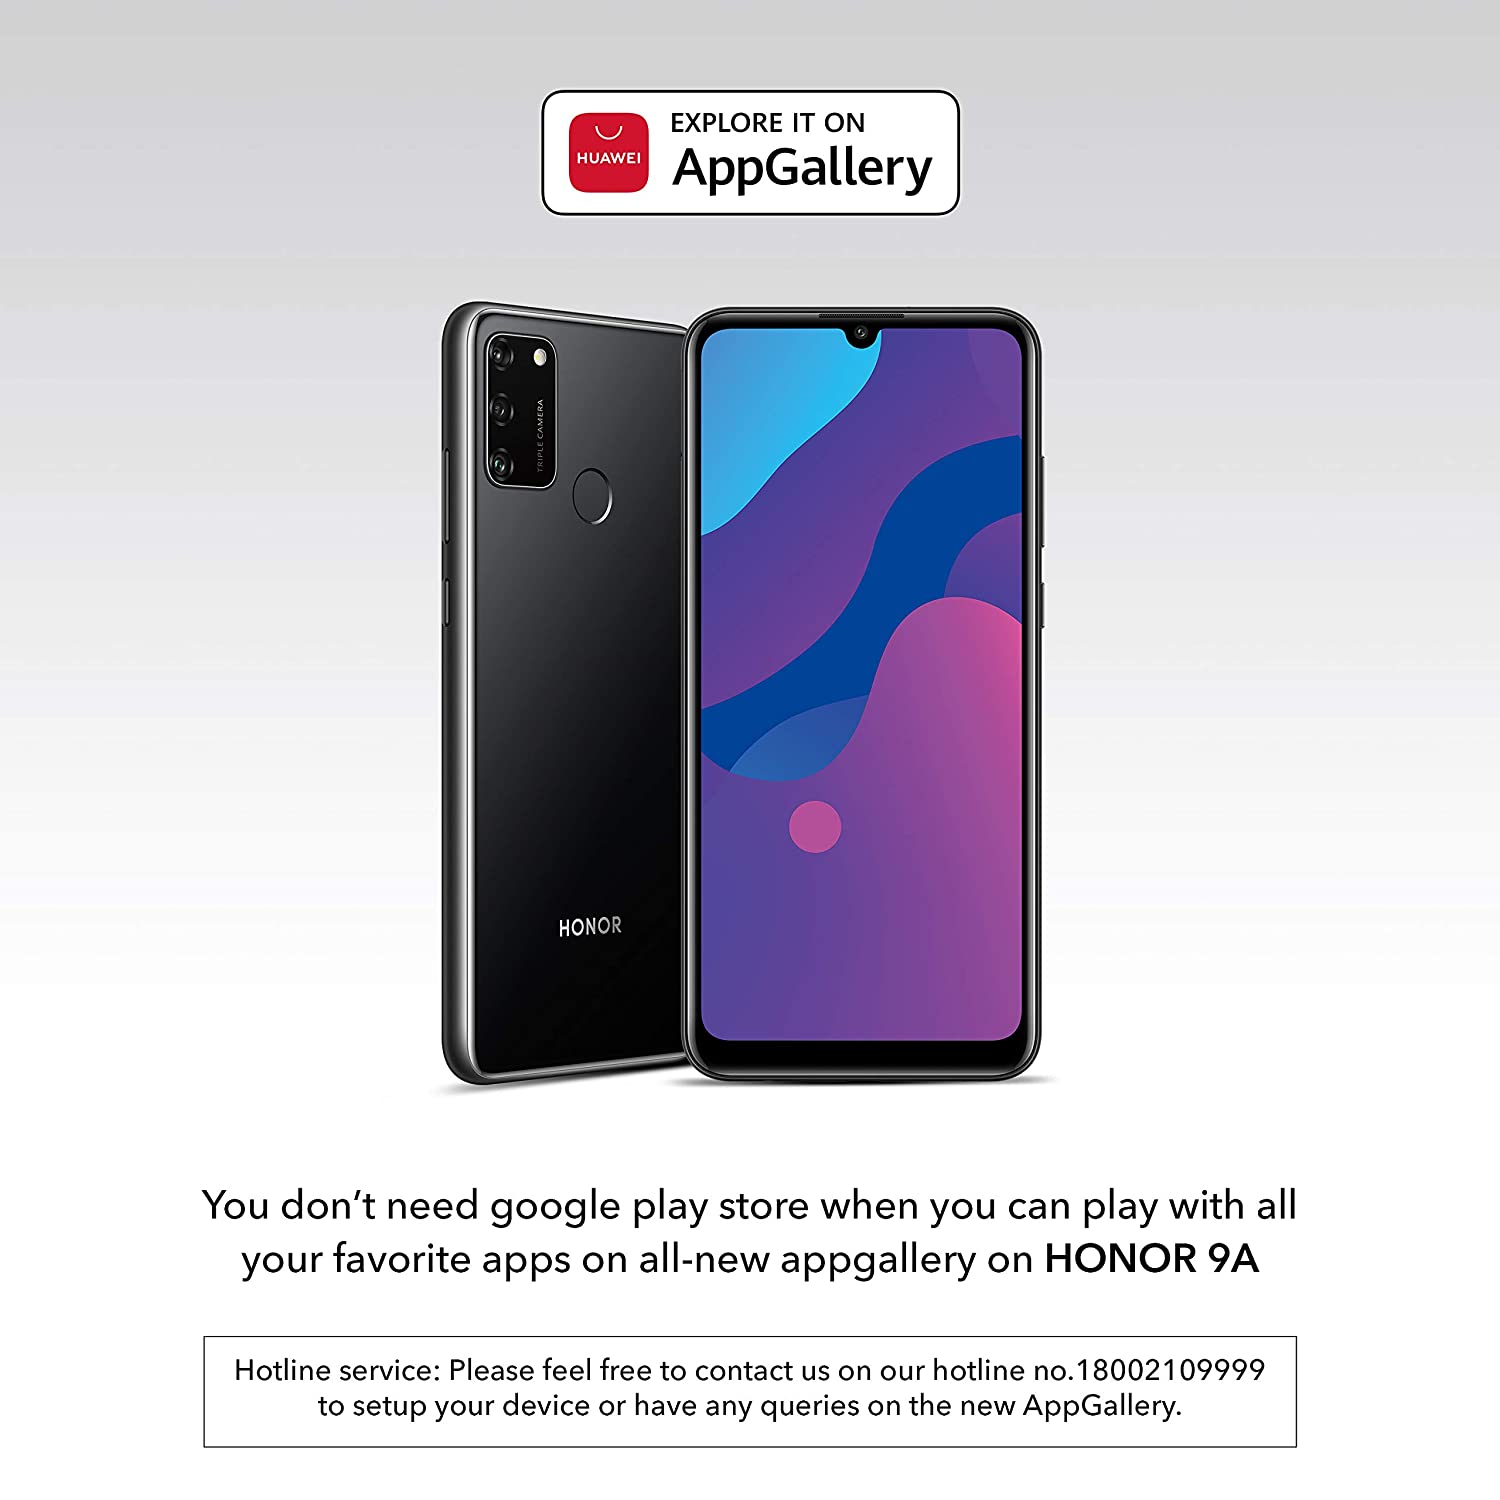 EXPLORE IT ON
HUAWEI
AppGallery
TRIPLE CAMERA
HONOR
You don’t need google play store when you can play with all
your favorite apps on all-new appgallery on HONOR 9A
Hotline service: Please feel free to contact us on our hotline no.18002109999
to setup your device or have any queries on the new AppGallery.